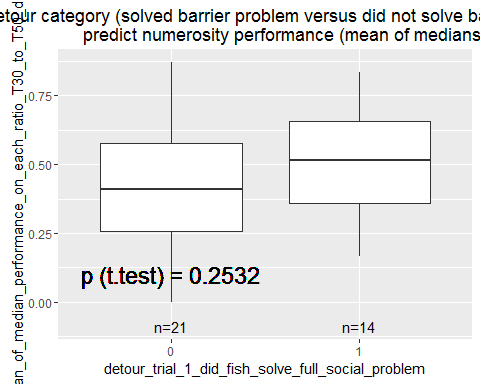 detour category (solved barrier problem versus did not solve ba
predict numerosity performance (mean of medians
an_of_median_performance_on_each_ratio_T30_to_T50_d
0.75
0.50
0.25
0.00
p (t.test) = 0.2532
n=21
n=14
0
1
detour_trial_1_did_fish_solve_full_social_problem